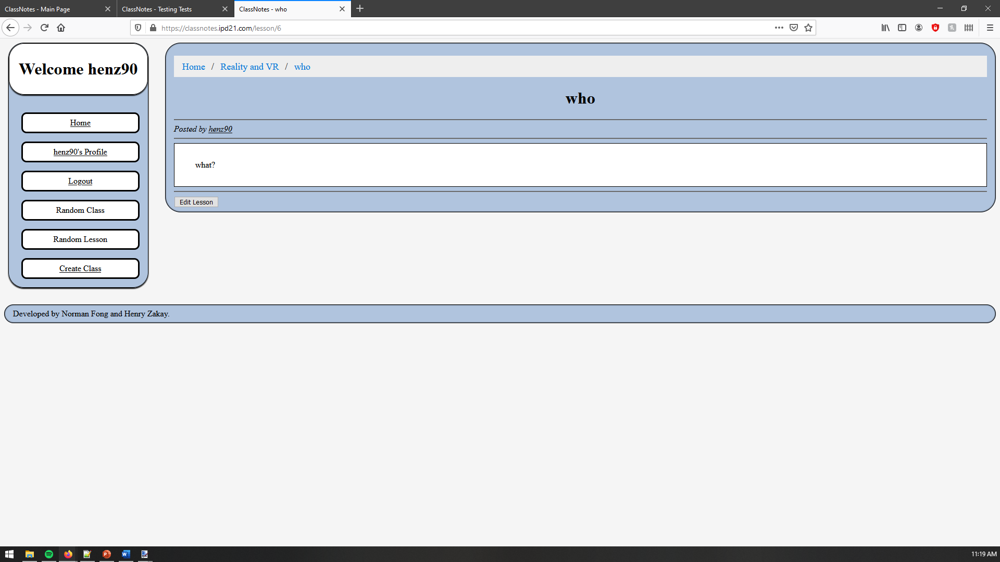 ClassNotes - Main Page
ClassNotes - Testing Tests
ClassNotes - who
https://classnotes.ipd21.com/lesson/6
Welcome henz90
Home
henz90's Profile
Logout
Random Class
Random Lesson
Create Class
Home / Reality and VR / who
who
Posted by henz90
what?
Edit Lesson
Developed by Norman Fong and Henry Zakay.
11:19 AM